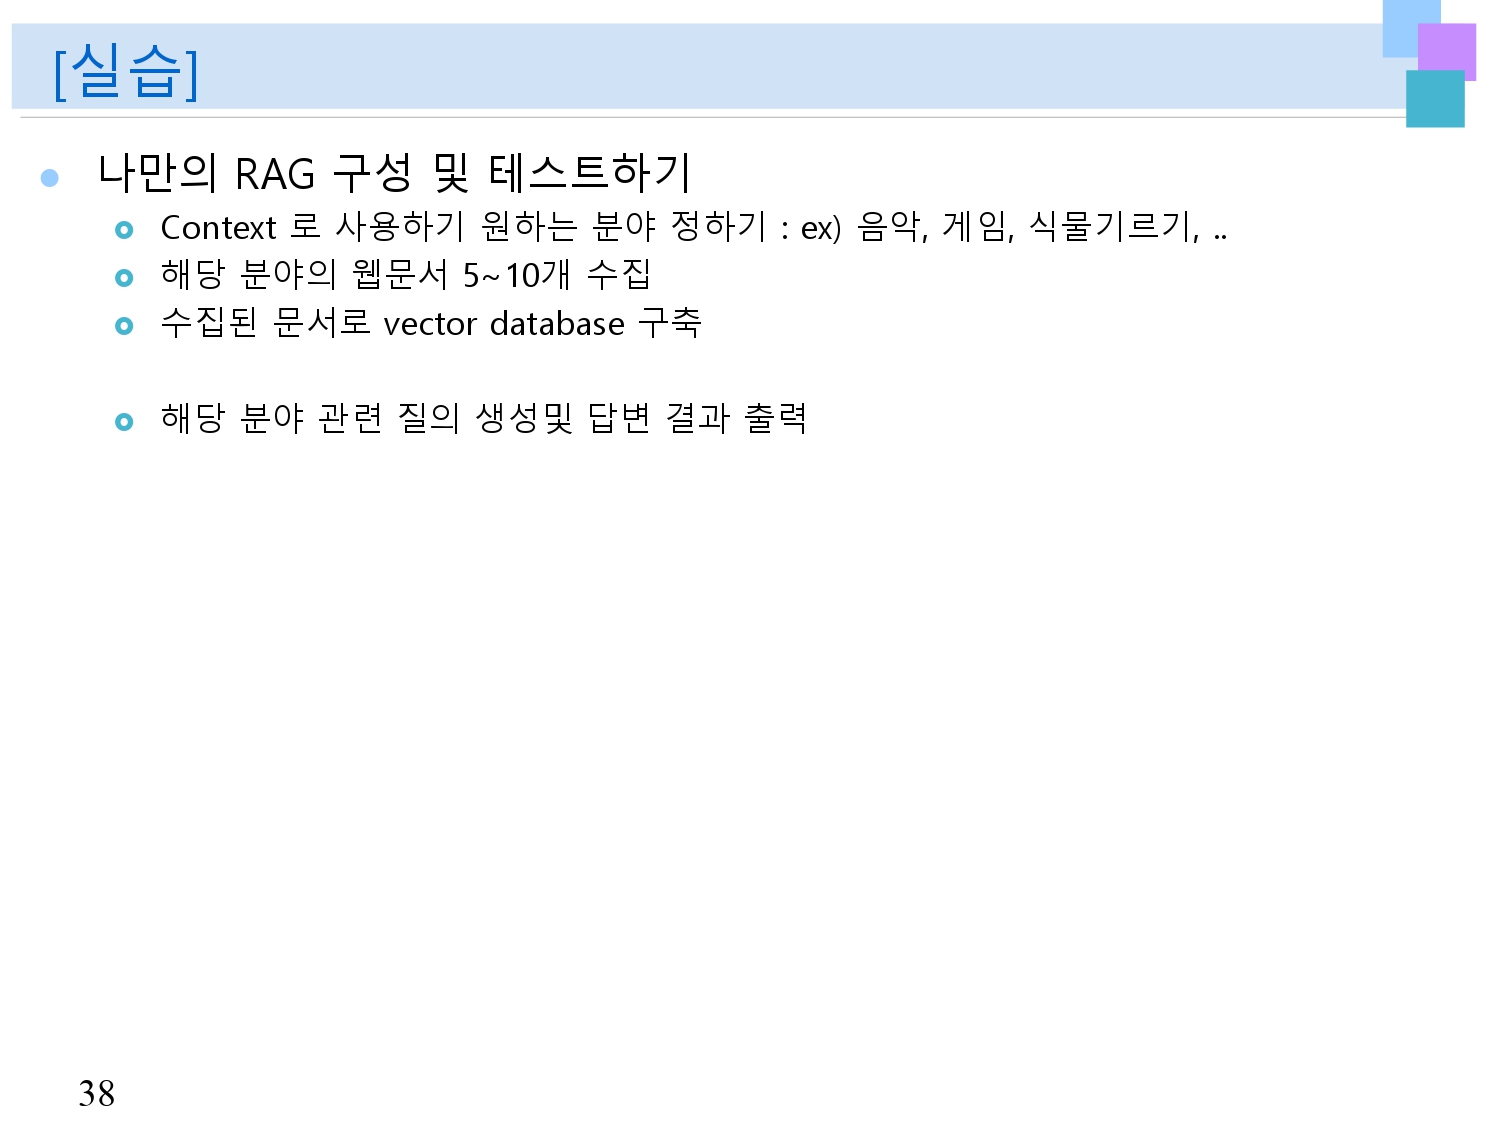 [실습]
나만의 RAG 구성 및 테스트하기
Context 로 사용하기 원하는 분야 정하기 : ex) 음악, 게임, 식물기르기, ..
해당 분야의 웹문서 5~10개 수집
수집된 문서로 vector database 구축
해당 분야 관련 질의 생성및 답변 결과 출력
38